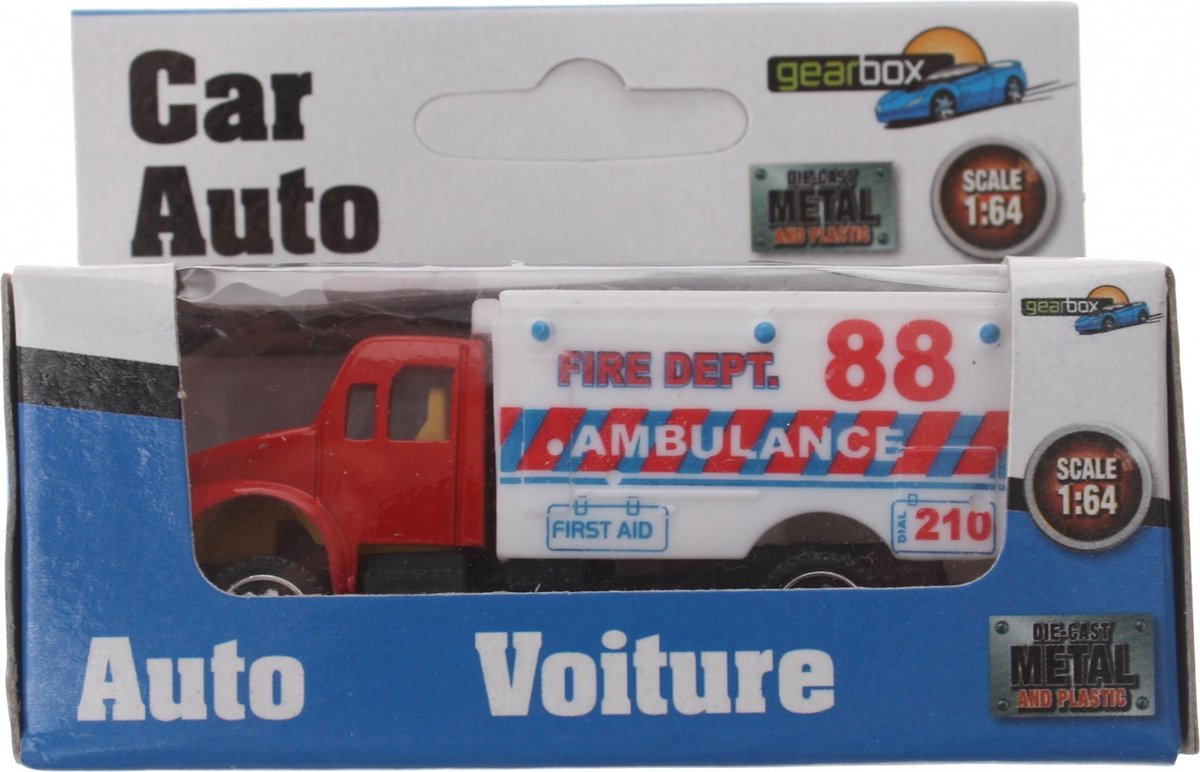 Car
Auto
gearbox
DIE-CAST
METAL
AND PLASTIC
SCALE
1:64
FIRE DEPT.
88
AMBULANCE
FIRST AID
DIAL
210
gearbox
SCALE
1:64
Auto
Voiture
DIE-CAST
METAL
AND PLASTIC